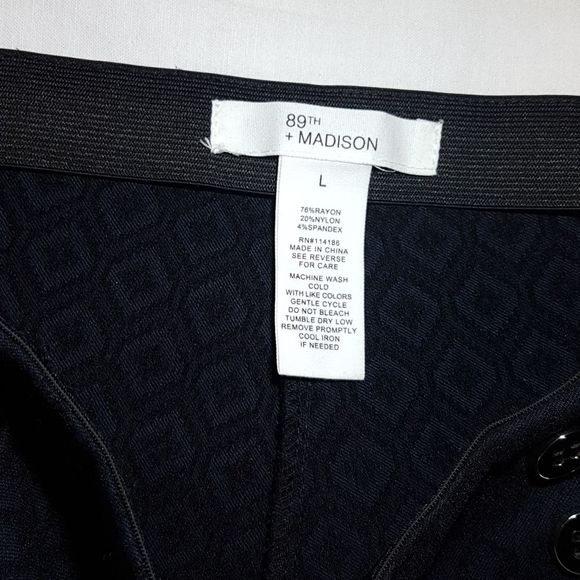 89TH
+ MADISON
L
76%RAYON
20%NYLON
4%SPANDEX
RN#114186
MADE IN CHINA
SEE REVERSE
FOR CARE
MACHINE WASH
COLD
WITH LIKE COLORS
GENTLE CYCLE
DO NOT BLEACH
TUMBLE DRY LOW
REMOVE PROMPTLY
COOL IRON
IF NEEDED